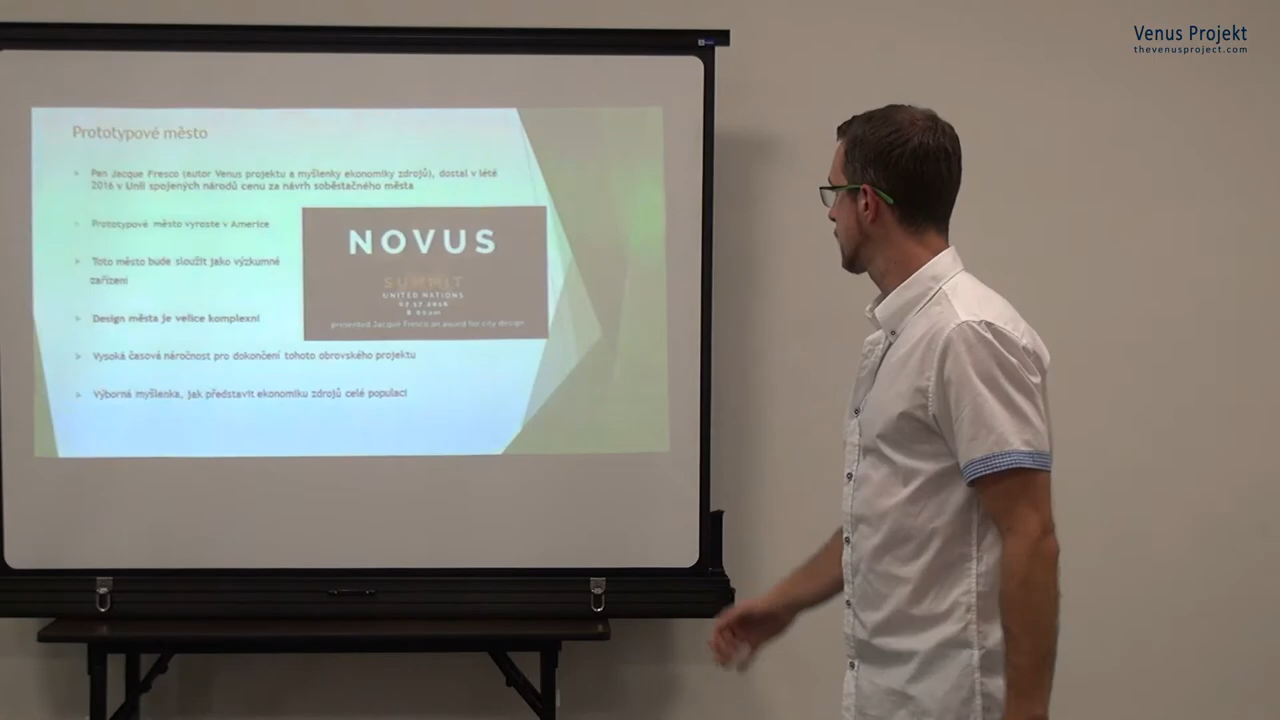 Venus Projekt
thevenusproject.com
Prototypové město
Pan Jacque Fresco (autor Venus projektu a myšlenky ekonomiky zdrojů), dostal v létě
2016 v Unii spojených národů cenu za návrh soběstačného města
Prototypové město vyroste v Americe
Toto město bude sloužit jako výzkumné
zařízení
Design města je velice komplexní
Vysoká časová náročnost pro dokončení tohoto obrovského projektu
Výborná myšlenka, jak představit ekonomiku zdrojů celé populaci
NOVUS
SUMMIT
UNITED NATIONS
07.17.2016
presented Jacque Fresco an award for city design